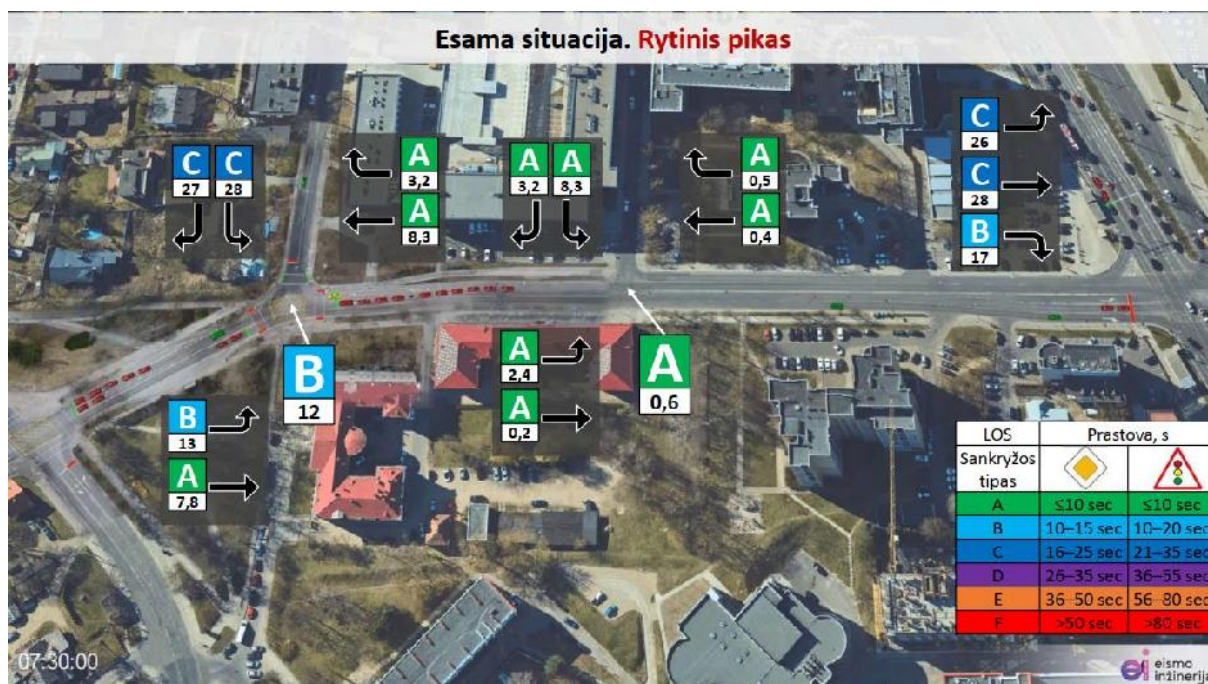 Esama situacija. Rytinis pikas
C C
27 28
A
3,2
A
8,3
A A
3,2 8,3
A
0,5
A
0,4
C
26
C
28
B
17
B
12
A
2,4
A
0,2
A
0,6
B
13
A
7,8
LOS Prastova, s
Sankryžos
tipas
A ≤10 sec ≤10 sec
B 10–15 sec 10–20 sec
C 16–25 sec 21–35 sec
D 26–35 sec 36–55 sec
E 36–50 sec 56–80 sec
F >50 sec >80 sec
07:30:00
ei eismo
inžinerija